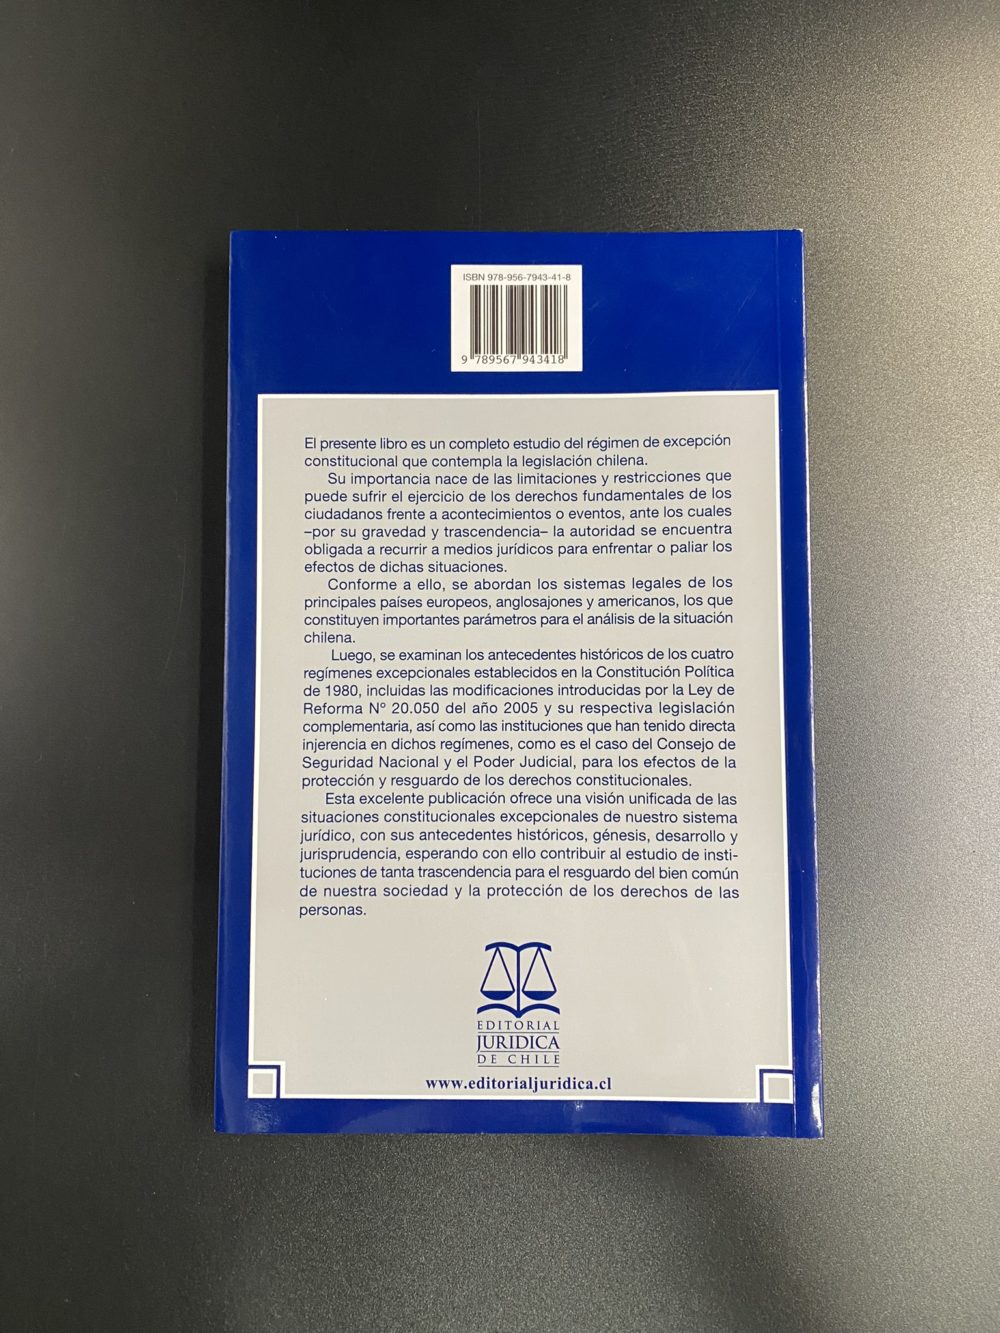 ISBN 978-956-7943-41-8
9 789567 943418
El presente libro es un completo estudio del régimen de excepción
constitucional que contempla la legislación chilena.
Su importancia nace de las limitaciones y restricciones que
puede sufrir el ejercicio de los derechos fundamentales de los
ciudadanos frente a acontecimientos o eventos, ante los cuales
–por su gravedad y trascendencia– la autoridad se encuentra
obligada a recurrir a medios jurídicos para enfrentar o paliar los
efectos de dichas situaciones.
Conforme a ello, se abordan los sistemas legales de los
principales países europeos, anglosajones y americanos, los que
constituyen importantes parámetros para el análisis de la situación
chilena.
Luego, se examinan los antecedentes históricos de los cuatro
regímenes excepcionales establecidos en la Constitución Política
de 1980, incluidas las modificaciones introducidas por la Ley de
Reforma Nº 20.050 del año 2005 y su respectiva legislación
complementaria, así como las instituciones que han tenido directa
injerencia en dichos regímenes, como es el caso del Consejo de
Seguridad Nacional y el Poder Judicial, para los efectos de la
protección y resguardo de los derechos constitucionales.
Esta excelente publicación ofrece una visión unificada de las
situaciones constitucionales excepcionales de nuestro sistema
jurídico, con sus antecedentes históricos, génesis, desarrollo y
jurisprudencia, esperando con ello contribuir al estudio de insti-
tuciones de tanta trascendencia para el resguardo del bien común
de nuestra sociedad y la protección de los derechos de las
personas.
EDITORIAL
JURIDICA
DE CHILE
www.editorialjuridica.cl